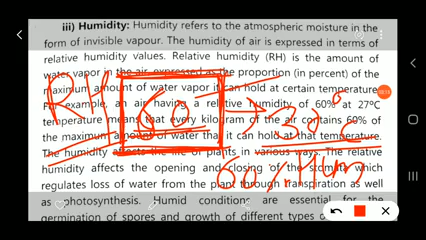 iii) Humidity: Humidity refers to the atmospheric moisture in the
form of invisible vapour. The humidity of air is expressed in terms of
relative humidity values. Relative humidity (RH) is the amount of
water vapor in the air expressed as the proportion (in percent) of the
maximum amount of water vapor it can hold at certain temperature
For example, an air having a relative humidity of 60% at 27°C
temperature means that every kilogram of the air contains 60% of
the maximum amount of water that it can hold at that temperature.
The humidity affects the life of plants in various ways. The relative
humidity affects the opening and closing of the stomata which
regulates loss of water from the plant through transpiration as well
as photosynthesis. Humid conditions are essential for the
germination of spores and growth of different types of
RH
60
30°
60%